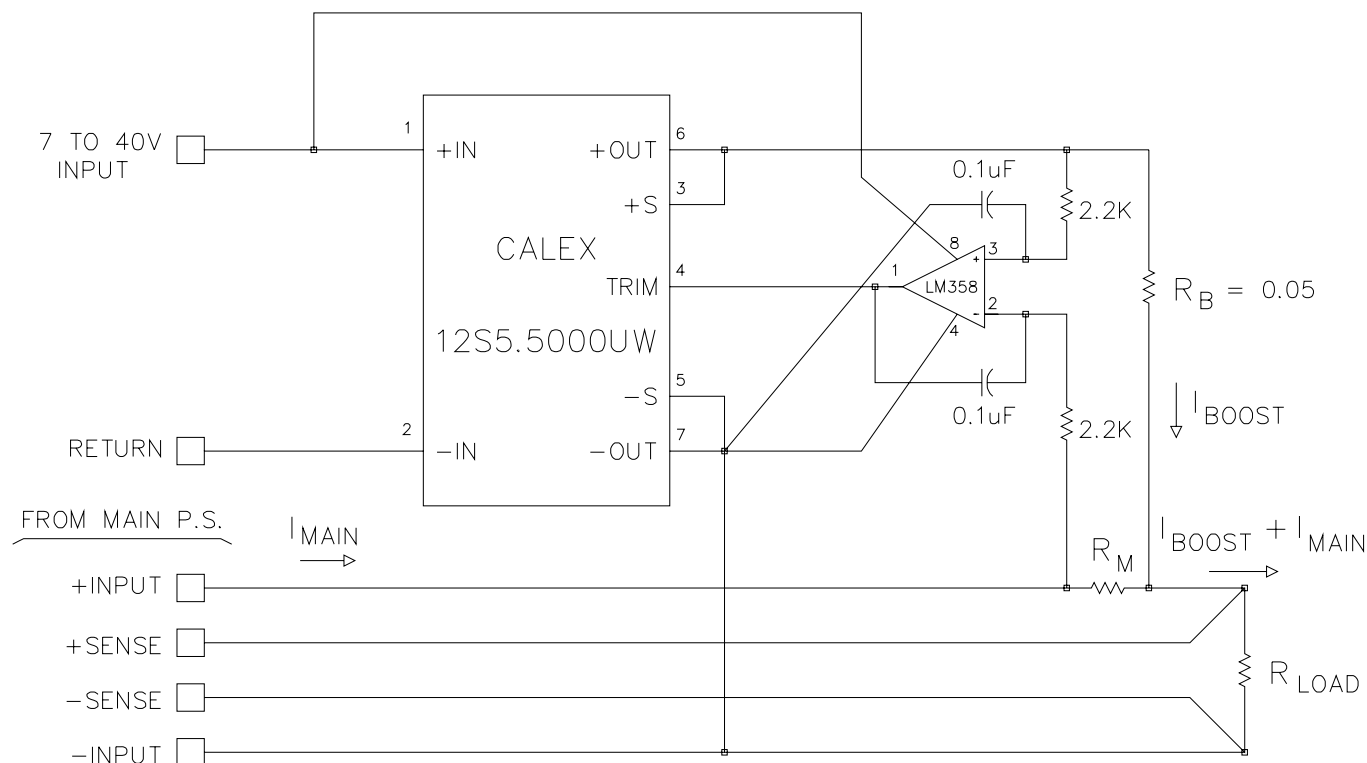 7 TO 40V
INPUT
1
+IN
+OUT
6
+S
3
CALEX
TRIM
4
12S5.5000UW
-S
5
2
-IN
-OUT
7
RETURN
0.1uF
2.2K
8
3
+
1
LM358
2
-
4
0.1uF
2.2K
R_B = 0.05
I_BOOST
FROM MAIN P.S.
I_MAIN
R_M
I_BOOST + I_MAIN
+INPUT
+SENSE
-SENSE
-INPUT
R_LOAD